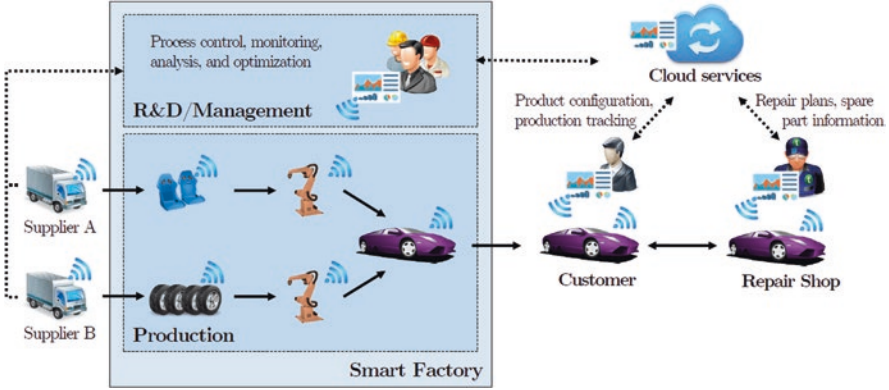 Process control, monitoring,
analysis, and optimization
R&D/Management
Cloud services
Product configuration,
production tracking
Repair plans, spare
part information
Supplier A
Supplier B
Production
Customer
Repair Shop
Smart Factory